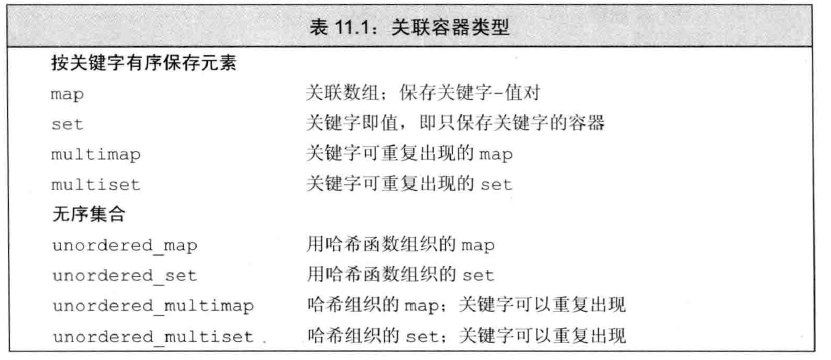 表 11.1：关联容器类型
按关键字有序保存元素
map 关联数组；保存关键字-值对
set 关键字即值，即只保存关键字的容器
multimap 关键字可重复出现的 map
multiset 关键字可重复出现的 set
无序集合
unordered_map 用哈希函数组织的 map
unordered_set 用哈希函数组织的 set
unordered_multimap 哈希组织的 map；关键字可以重复出现
unordered_multiset 哈希组织的 set；关键字可以重复出现